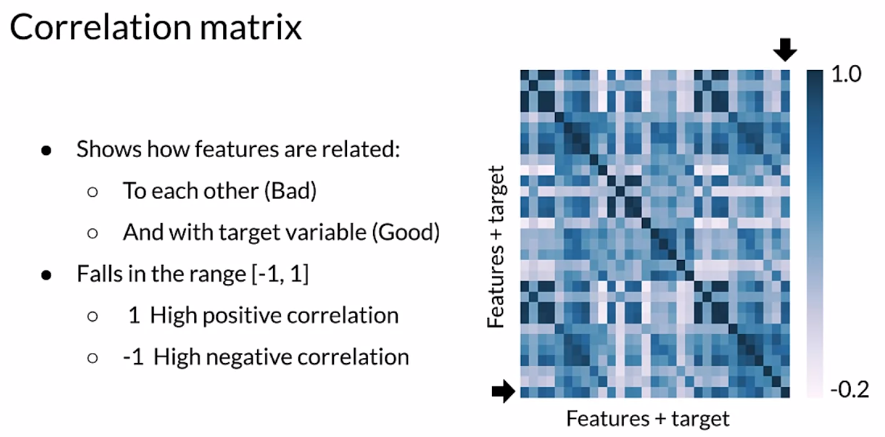 Correlation matrix
● Shows how features are related:
○ To each other (Bad)
○ And with target variable (Good)
● Falls in the range [-1, 1]
○ 1 High positive correlation
○ -1 High negative correlation
Features + target
Features + target
1.0
-0.2